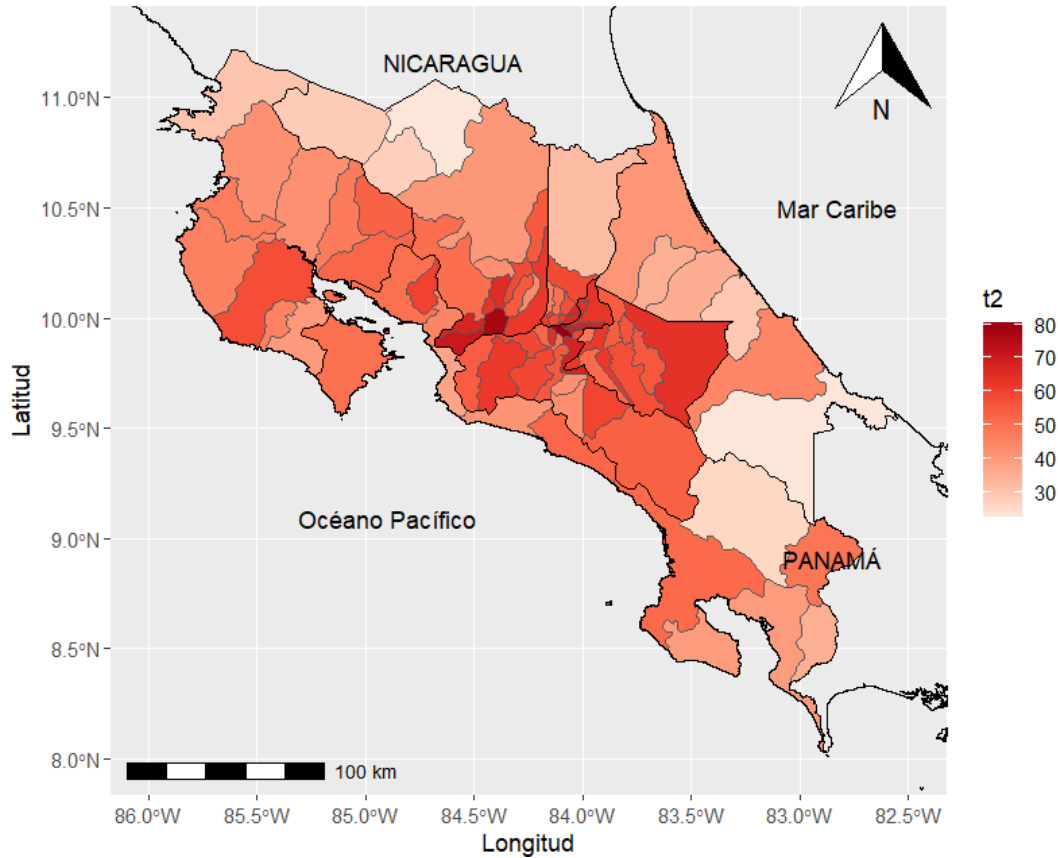 NICARAGUA
N
Mar Caribe
Océano Pacífico
PANAMÁ
100 km
11.0°N
10.5°N
10.0°N
9.5°N
9.0°N
8.5°N
8.0°N
Latitud
86.0°W
85.5°W
85.0°W
84.5°W
84.0°W
83.5°W
83.0°W
82.5°W
Longitud
t2
80
70
60
50
40
30